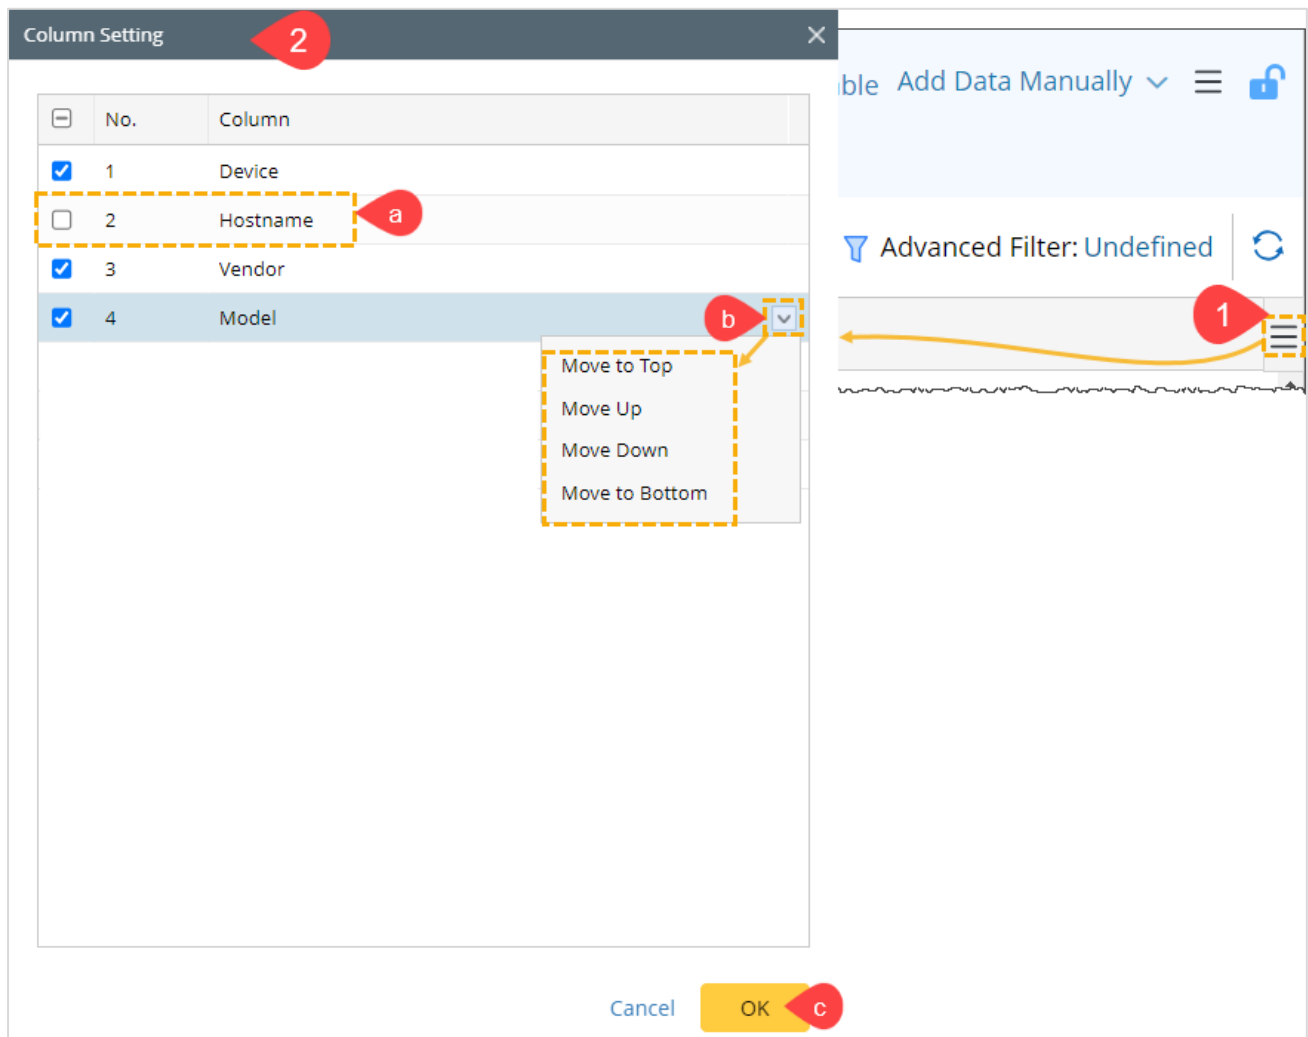 Column Setting
2
ble Add Data Manually
No. Column
1 Device
2 Hostname
a
3 Vendor
Advanced Filter: Undefined
4 Model
b
1
Move to Top
Move Up
Move Down
Move to Bottom
Cancel
OK
c